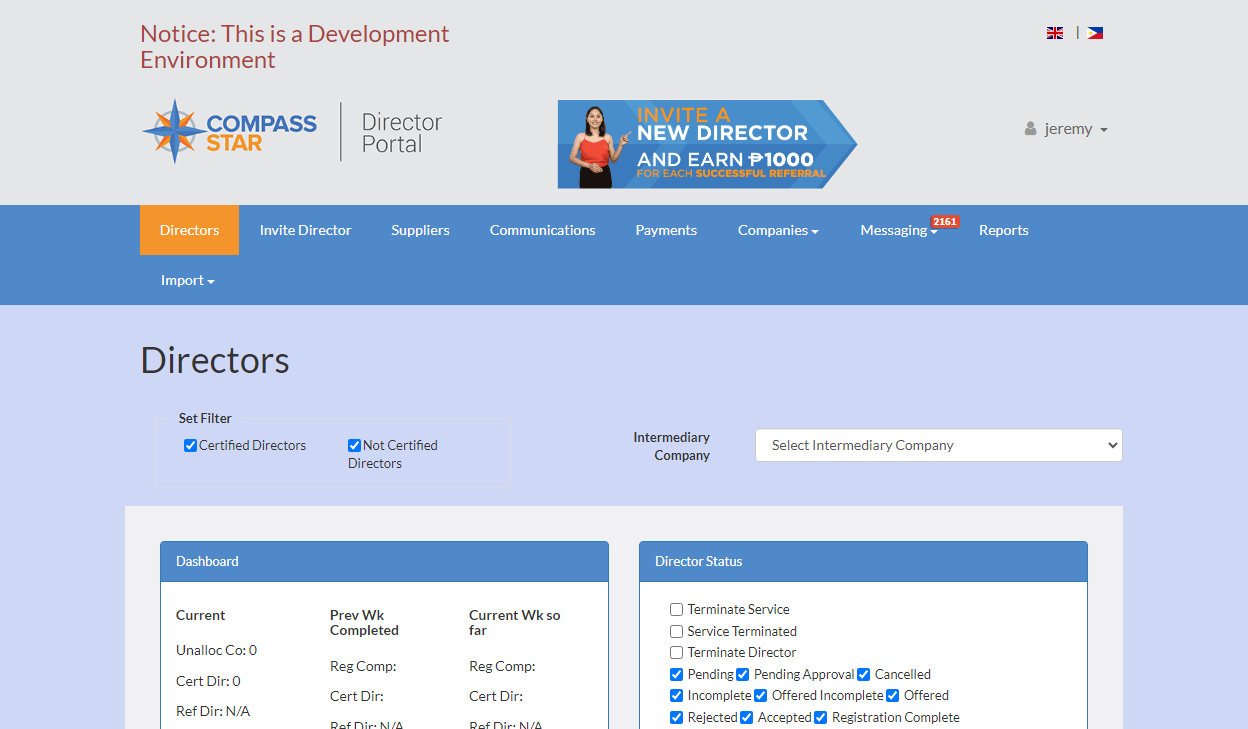 Notice: This is a Development
Environment
COMPASS
STAR
Director
Portal
INVITE A
NEW DIRECTOR
AND EARN ₱1000
FOR EACH SUCCESSFUL REFERRAL
jeremy
Directors
Invite Director
Suppliers
Communications
Payments
Companies
Messaging
2161
Reports
Import
Directors
Set Filter
Certified Directors
Not Certified
Directors
Intermediary
Company
Select Intermediary Company
Dashboard
Current
Unalloc Co: 0
Cert Dir: 0
Ref Dir: N/A
Prev Wk
Completed
Reg Comp:
Cert Dir:
Ref Dir: N/A
Current Wk so
far
Reg Comp:
Cert Dir:
Ref Dir: N/A
Director Status
Terminate Service
Service Terminated
Terminate Director
Pending Pending Approval Cancelled
Incomplete Offered Incomplete Offered
Rejected Accepted Registration Complete